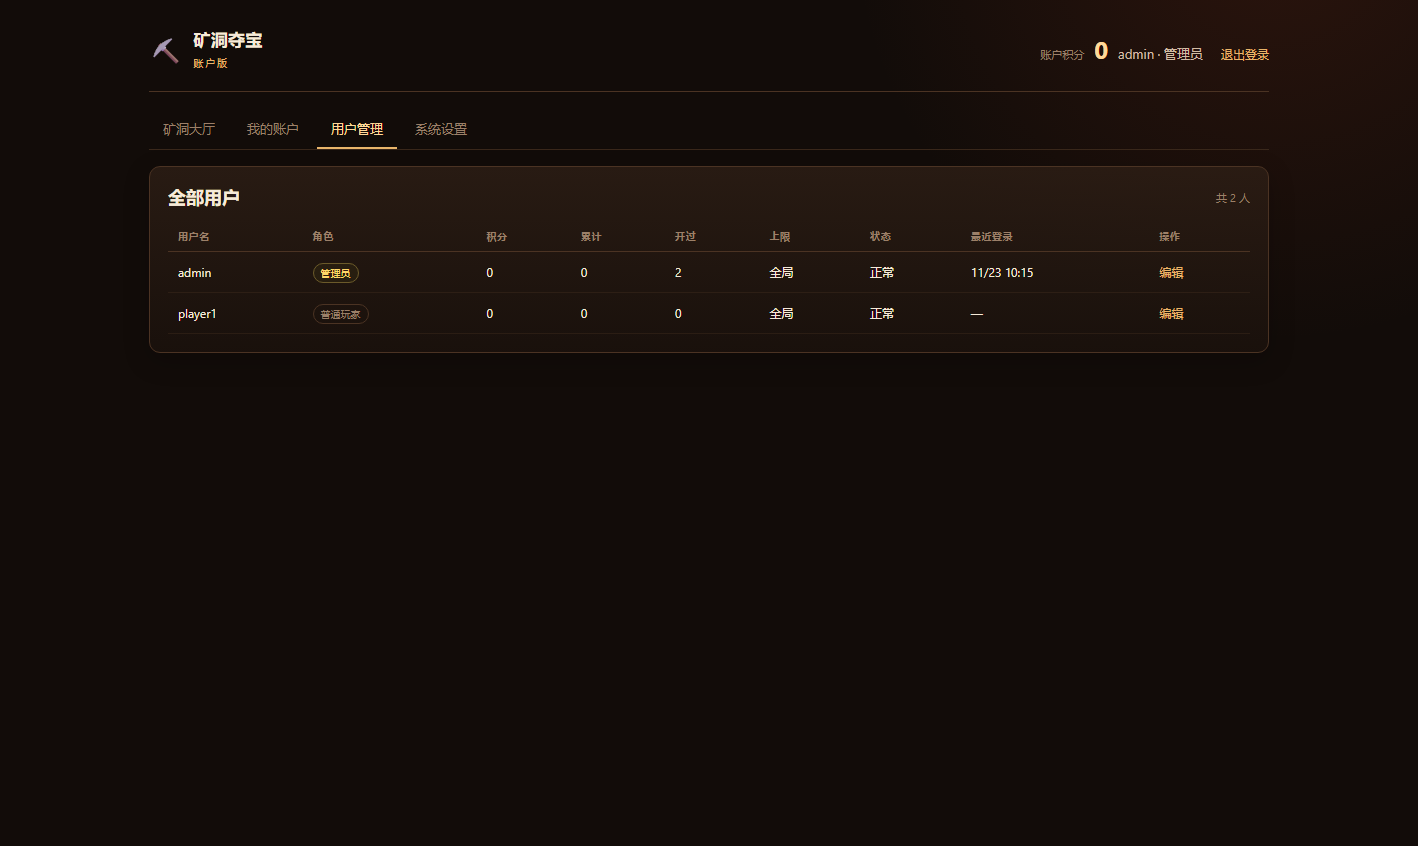 矿洞夺宝
账户版
账户积分 0 admin · 管理员 退出登录
矿洞大厅 我的账户 用户管理 系统设置
全部用户 共 2 人
用户名 角色 积分 累计 开过 上限 状态 最近登录 操作
admin 管理员 0 0 2 全局 正常 11/23 10:15 编辑
player1 普通玩家 0 0 0 全局 正常 — 编辑